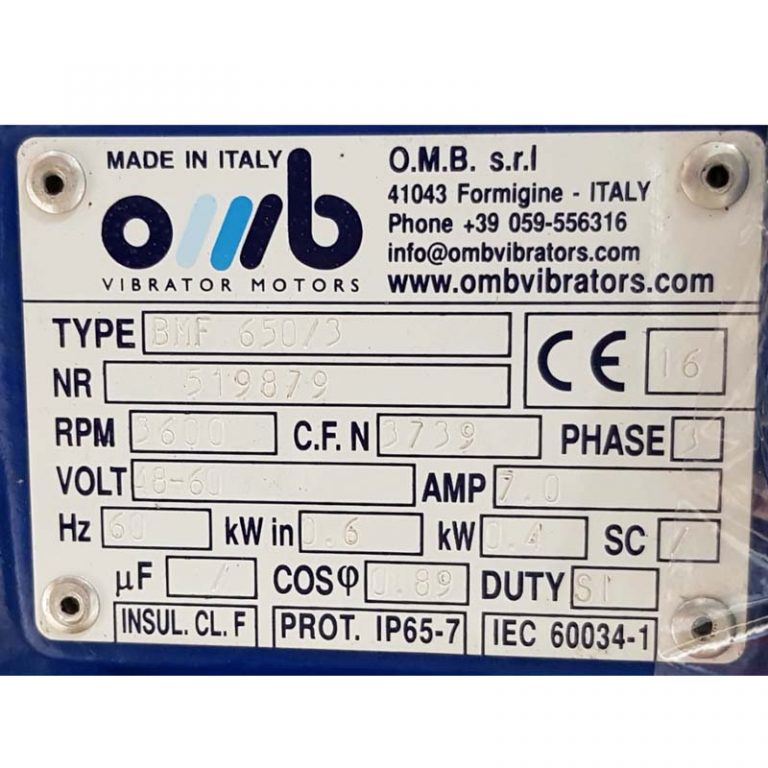 MADE IN ITALY
omb
VIBRATOR MOTORS
O.M.B. s.r.l
41043 Formigine - ITALY
Phone +39 059-556316
info@ombvibrators.com
www.ombvibrators.com
TYPE BMF 650/3
NR 519879
CE 16
RPM 3600 C.F. N 3739 PHASE 3
VOLT 48-60 AMP 7.0
Hz 60 kW in 0.6 kW 0.4 SC /
µF / COSφ 0.89 DUTY S1
INSUL. CL. F PROT. IP65-7 IEC 60034-1